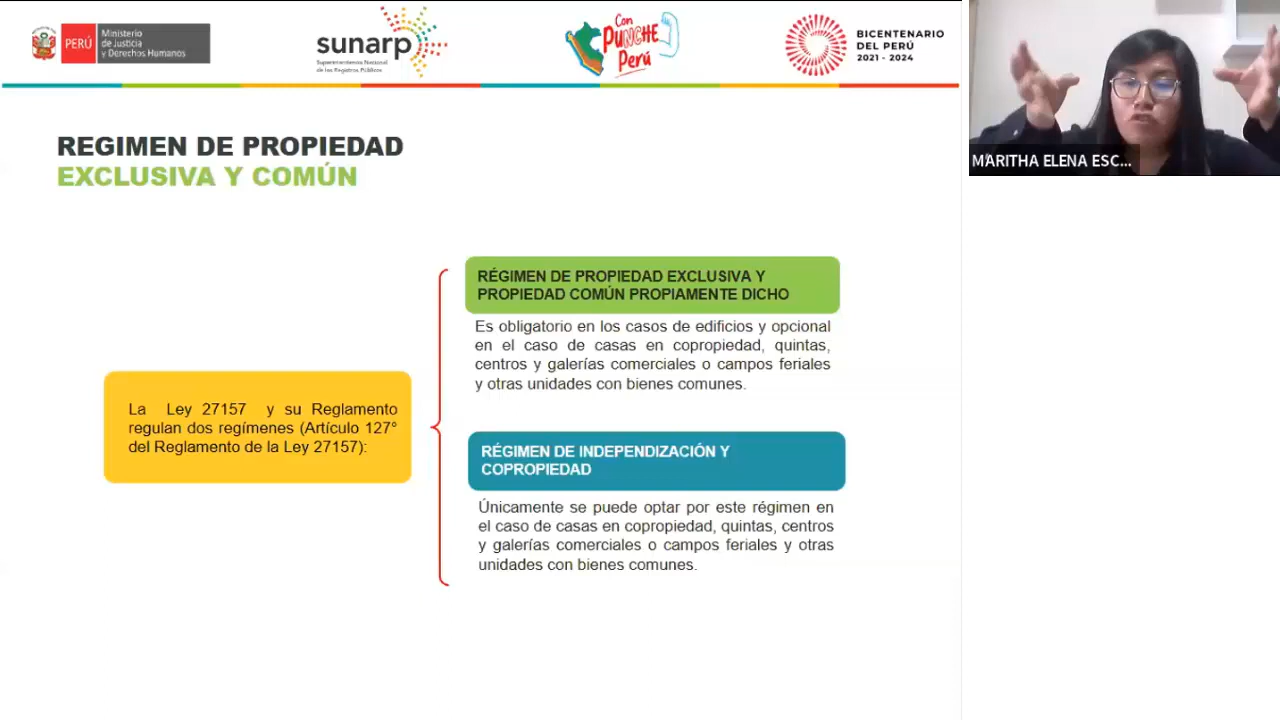 PERÚ
Ministerio
de Justicia
y Derechos Humanos
sunarp
Superintendencia Nacional
de los Registros Públicos
Con
PUNCHE
Perú
BICENTENARIO
DEL PERÚ
2021 - 2024
MARITHA ELENA ESC...
REGIMEN DE PROPIEDAD
EXCLUSIVA Y COMÚN
La Ley 27157 y su Reglamento
regulan dos regímenes (Artículo 127°
del Reglamento de la Ley 27157):
RÉGIMEN DE PROPIEDAD EXCLUSIVA Y
PROPIEDAD COMÚN PROPIAMENTE DICHO
Es obligatorio en los casos de edificios y opcional
en el caso de casas en copropiedad, quintas,
centros y galerías comerciales o campos feriales
y otras unidades con bienes comunes.
RÉGIMEN DE INDEPENDIZACIÓN Y
COPROPIEDAD
Únicamente se puede optar por este régimen en
el caso de casas en copropiedad, quintas, centros
y galerías comerciales o campos feriales y otras
unidades con bienes comunes.